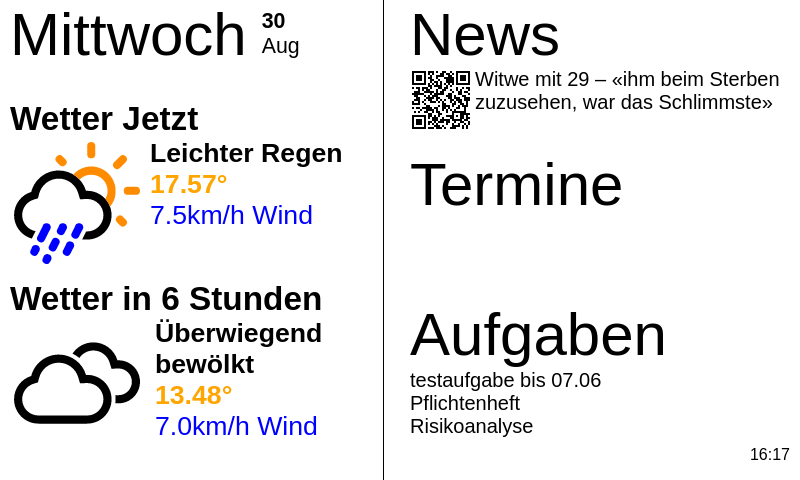 Mittwoch
30
Aug
Wetter Jetzt
Leichter Regen
17.57°
7.5km/h Wind
Wetter in 6 Stunden
Überwiegend
bewölkt
13.48°
7.0km/h Wind
News
Witwe mit 29 – «ihm beim Sterben
zuzusehen, war das Schlimmste»
Termine
Aufgaben
testaufgabe bis 07.06
Pflichtenheft
Risikoanalyse
16:17